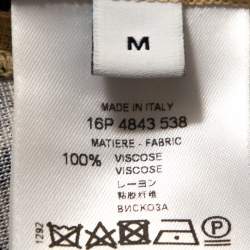 M
MADE IN ITALY
16P 4843 538
MATIERE - FABRIC
100% VISCOSE
VISCOSE
レーヨン
粘胶纤维
ВИСКОЗА
1292